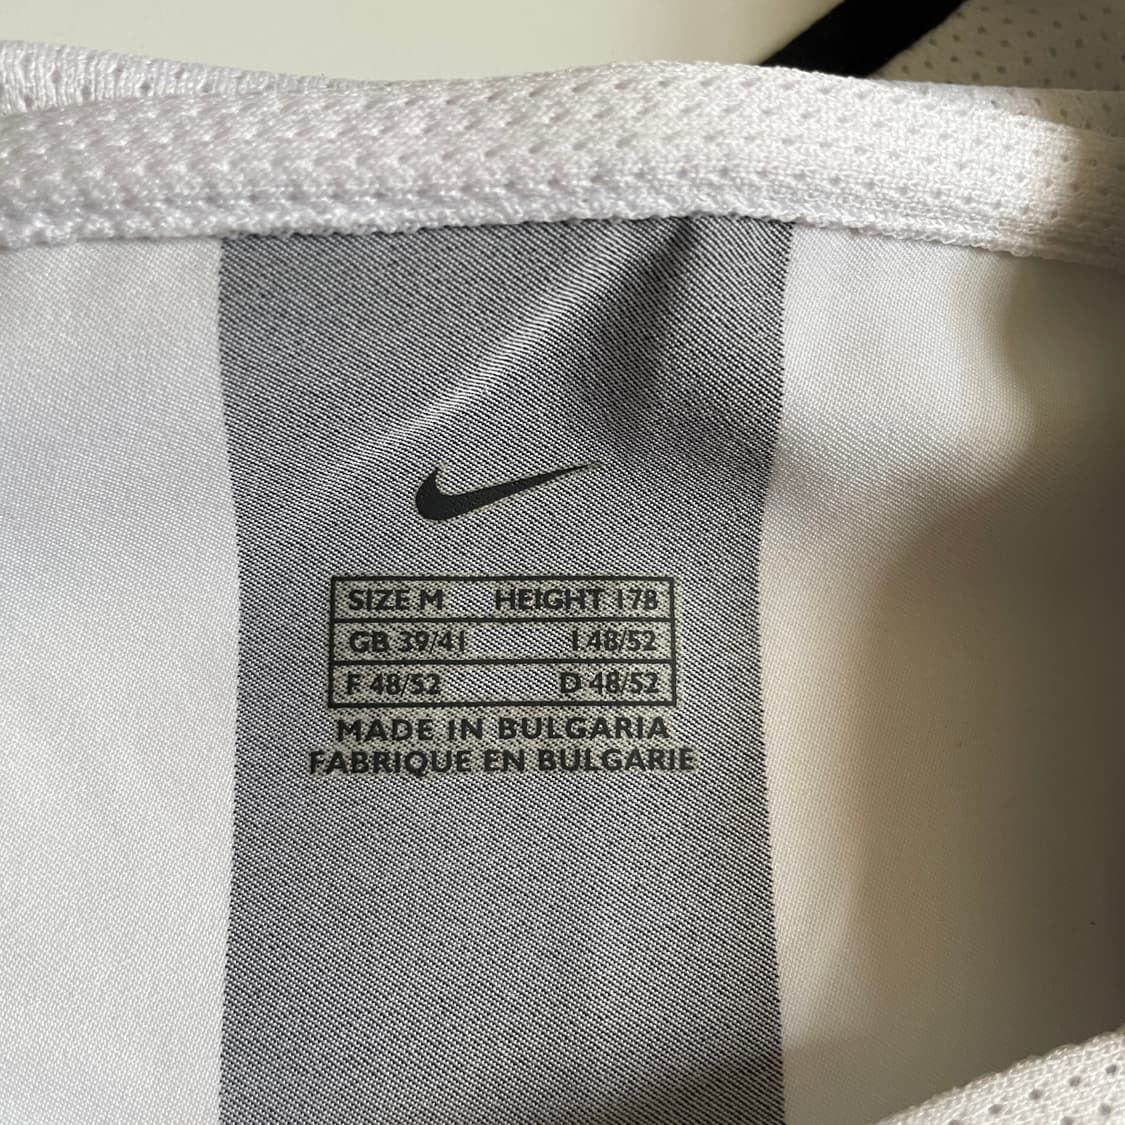 SIZE M HEIGHT 178
GB 39/41 I 48/52
F 48/52 D 48/52
MADE IN BULGARIA
FABRIQUE EN BULGARIE